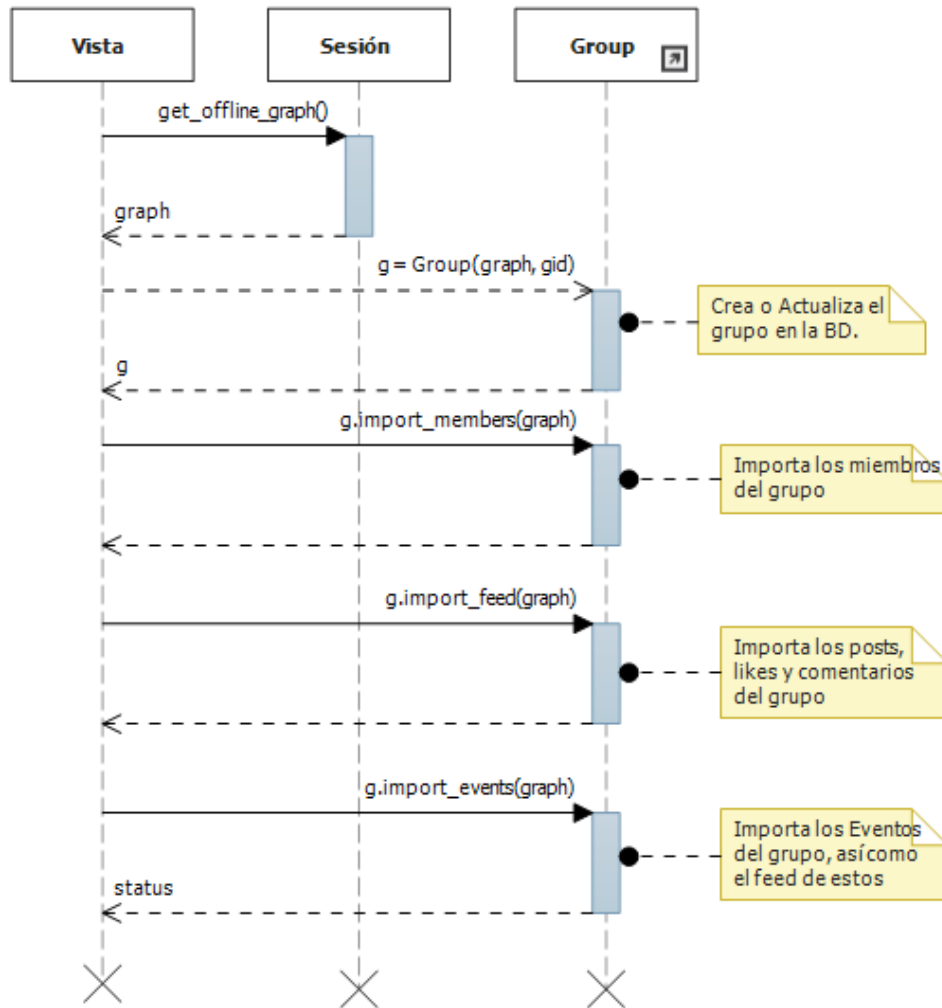 Vista
Sesión
Group
get_offline_graph()
graph
g = Group(graph, gid)
Crea o Actualiza el
grupo en la BD.
g
g.import_members(graph)
Importa los miembros
del grupo
g.import_feed(graph)
Importa los posts,
likes y comentarios
del grupo
g.import_events(graph)
Importa los Eventos
del grupo, así como
el feed de estos
status